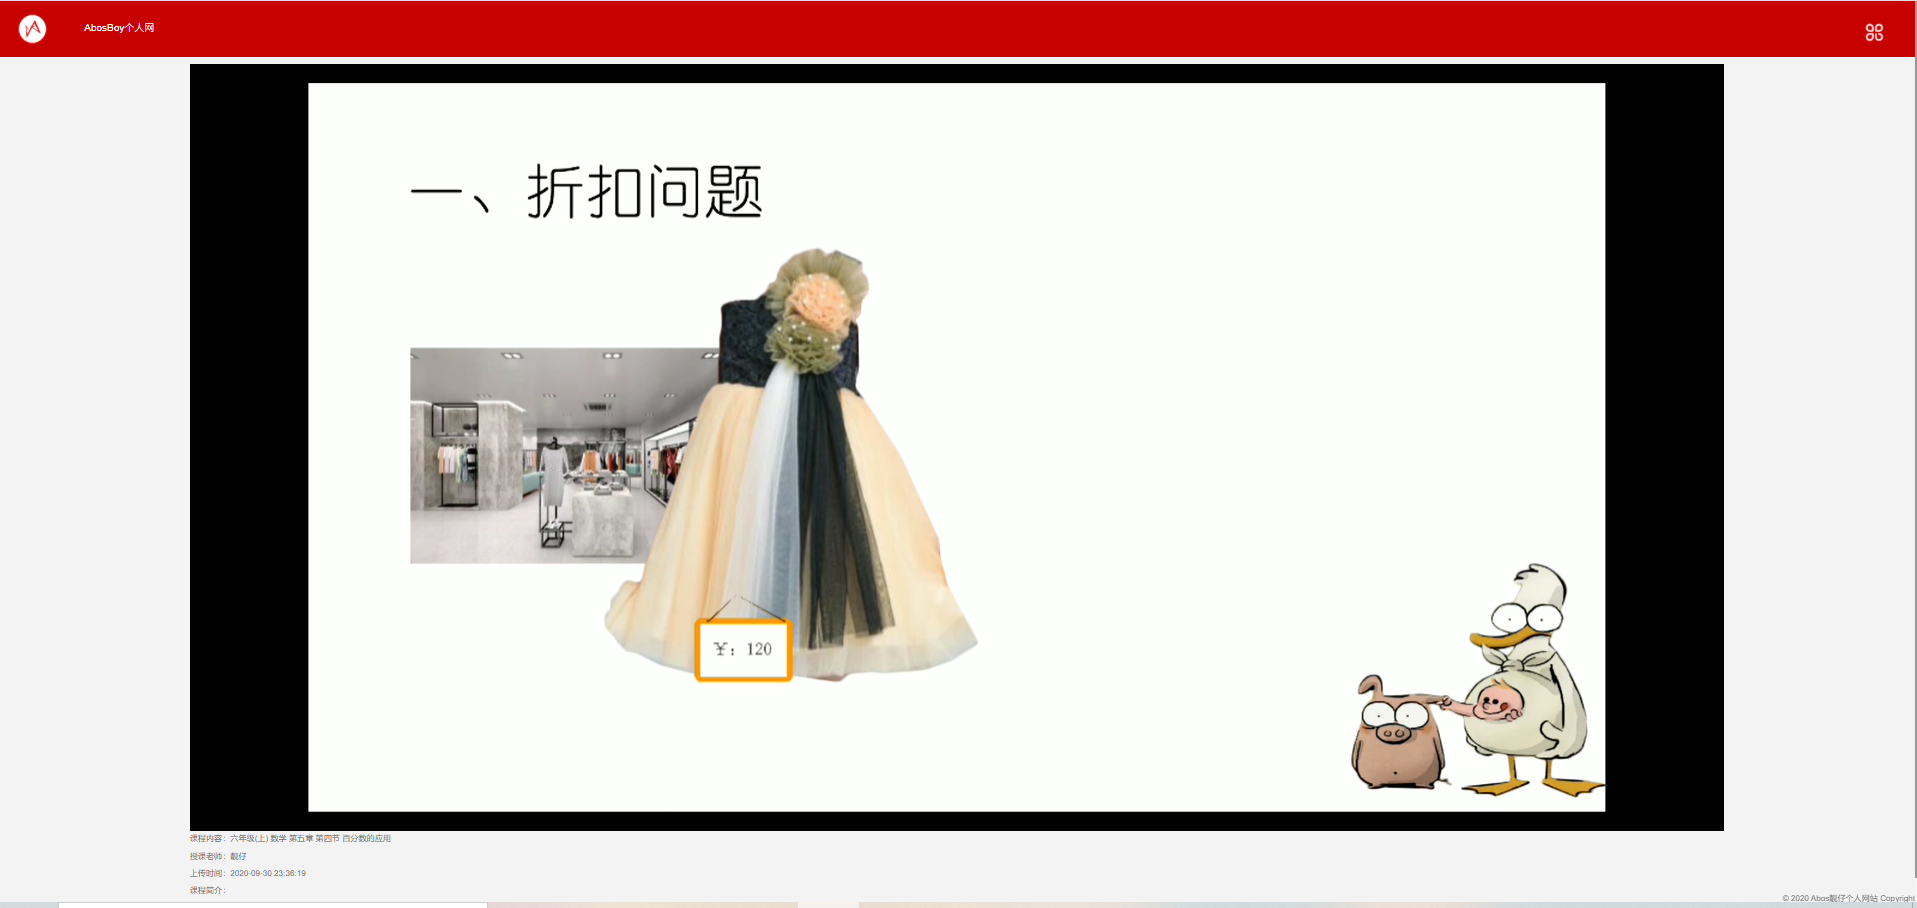 AbosBoy个人网
一、折扣问题
￥：120
课程内容：六年级(上) 数学 第五章 第四节 百分数的应用
授课老师：靓仔
上传时间：2020-09-30 23:36:19
课程简介：
© 2020 Abos靓仔个人网站 Copyright